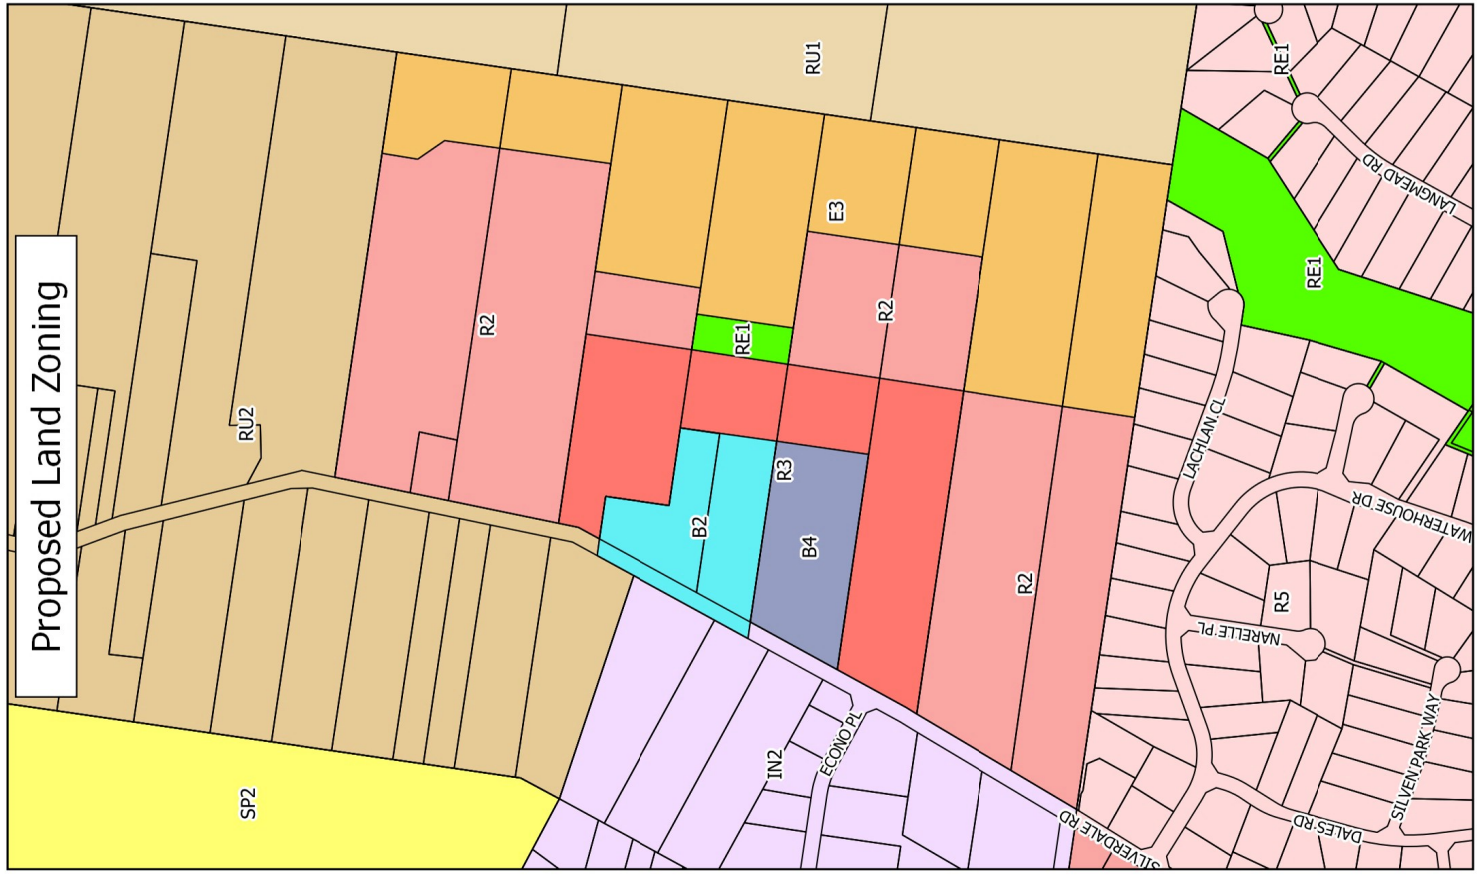 Proposed Land Zoning
RU1
RE1
LANGMEAD RD
E3
RE1
R2
R2
RE1
RU2
LACHLAN CL
R3
WATERHOUSE DR
B2
B4
R2
R5
NARELLE PL
IN2
ECONO PL
SILVEN PARK WAY
SP2
SILVERDALE RD
DALES RD